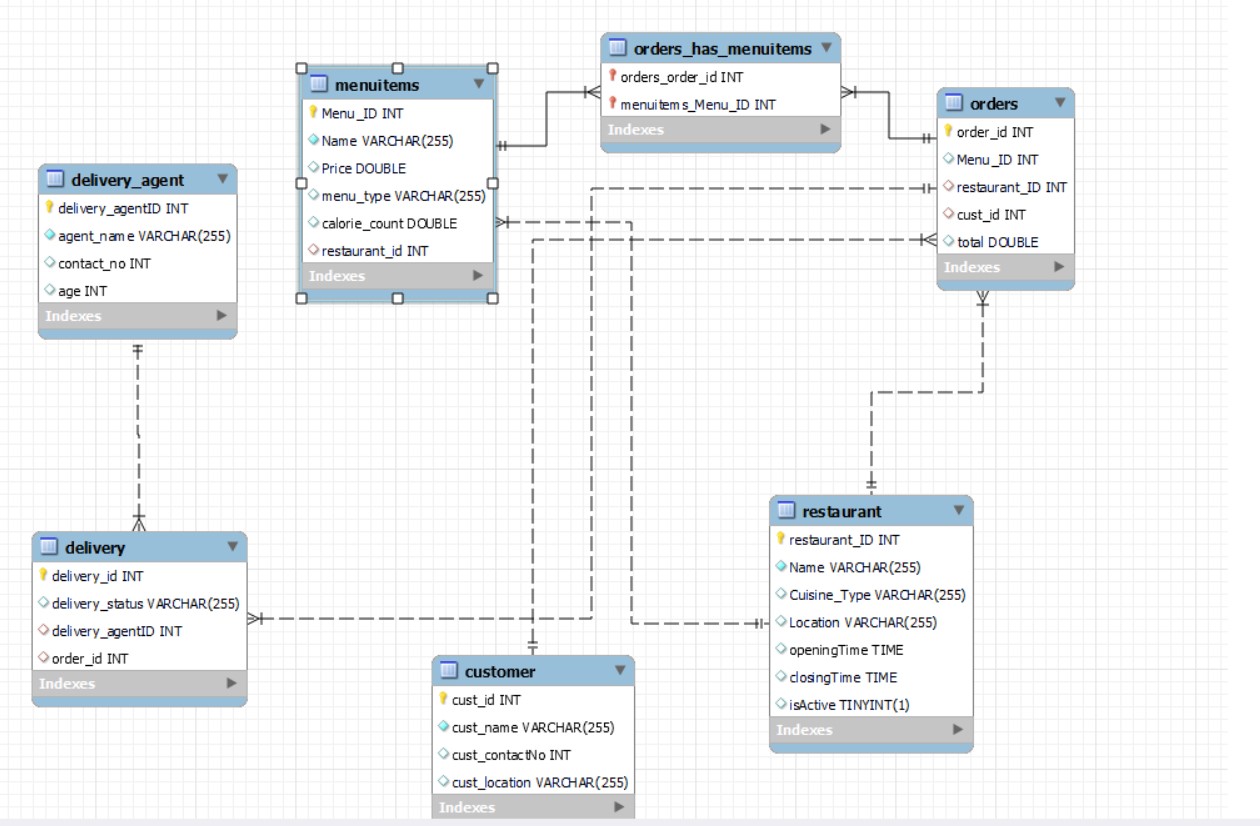 orders_has_menuitems
orders_order_id INT
menuitems_Menu_ID INT
Indexes
menuitems
Menu_ID INT
Name VARCHAR(255)
Price DOUBLE
menu_type VARCHAR(255)
calorie_count DOUBLE
restaurant_id INT
Indexes
orders
order_id INT
Menu_ID INT
restaurant_ID INT
cust_id INT
total DOUBLE
Indexes
delivery_agent
delivery_agentID INT
agent_name VARCHAR(255)
contact_no INT
age INT
Indexes
delivery
delivery_id INT
delivery_status VARCHAR(255)
delivery_agentID INT
order_id INT
Indexes
customer
cust_id INT
cust_name VARCHAR(255)
cust_contactNo INT
cust_location VARCHAR(255)
Indexes
restaurant
restaurant_ID INT
Name VARCHAR(255)
Cuisine_Type VARCHAR(255)
Location VARCHAR(255)
openingTime TIME
closingTime TIME
isActive TINYINT(1)
Indexes